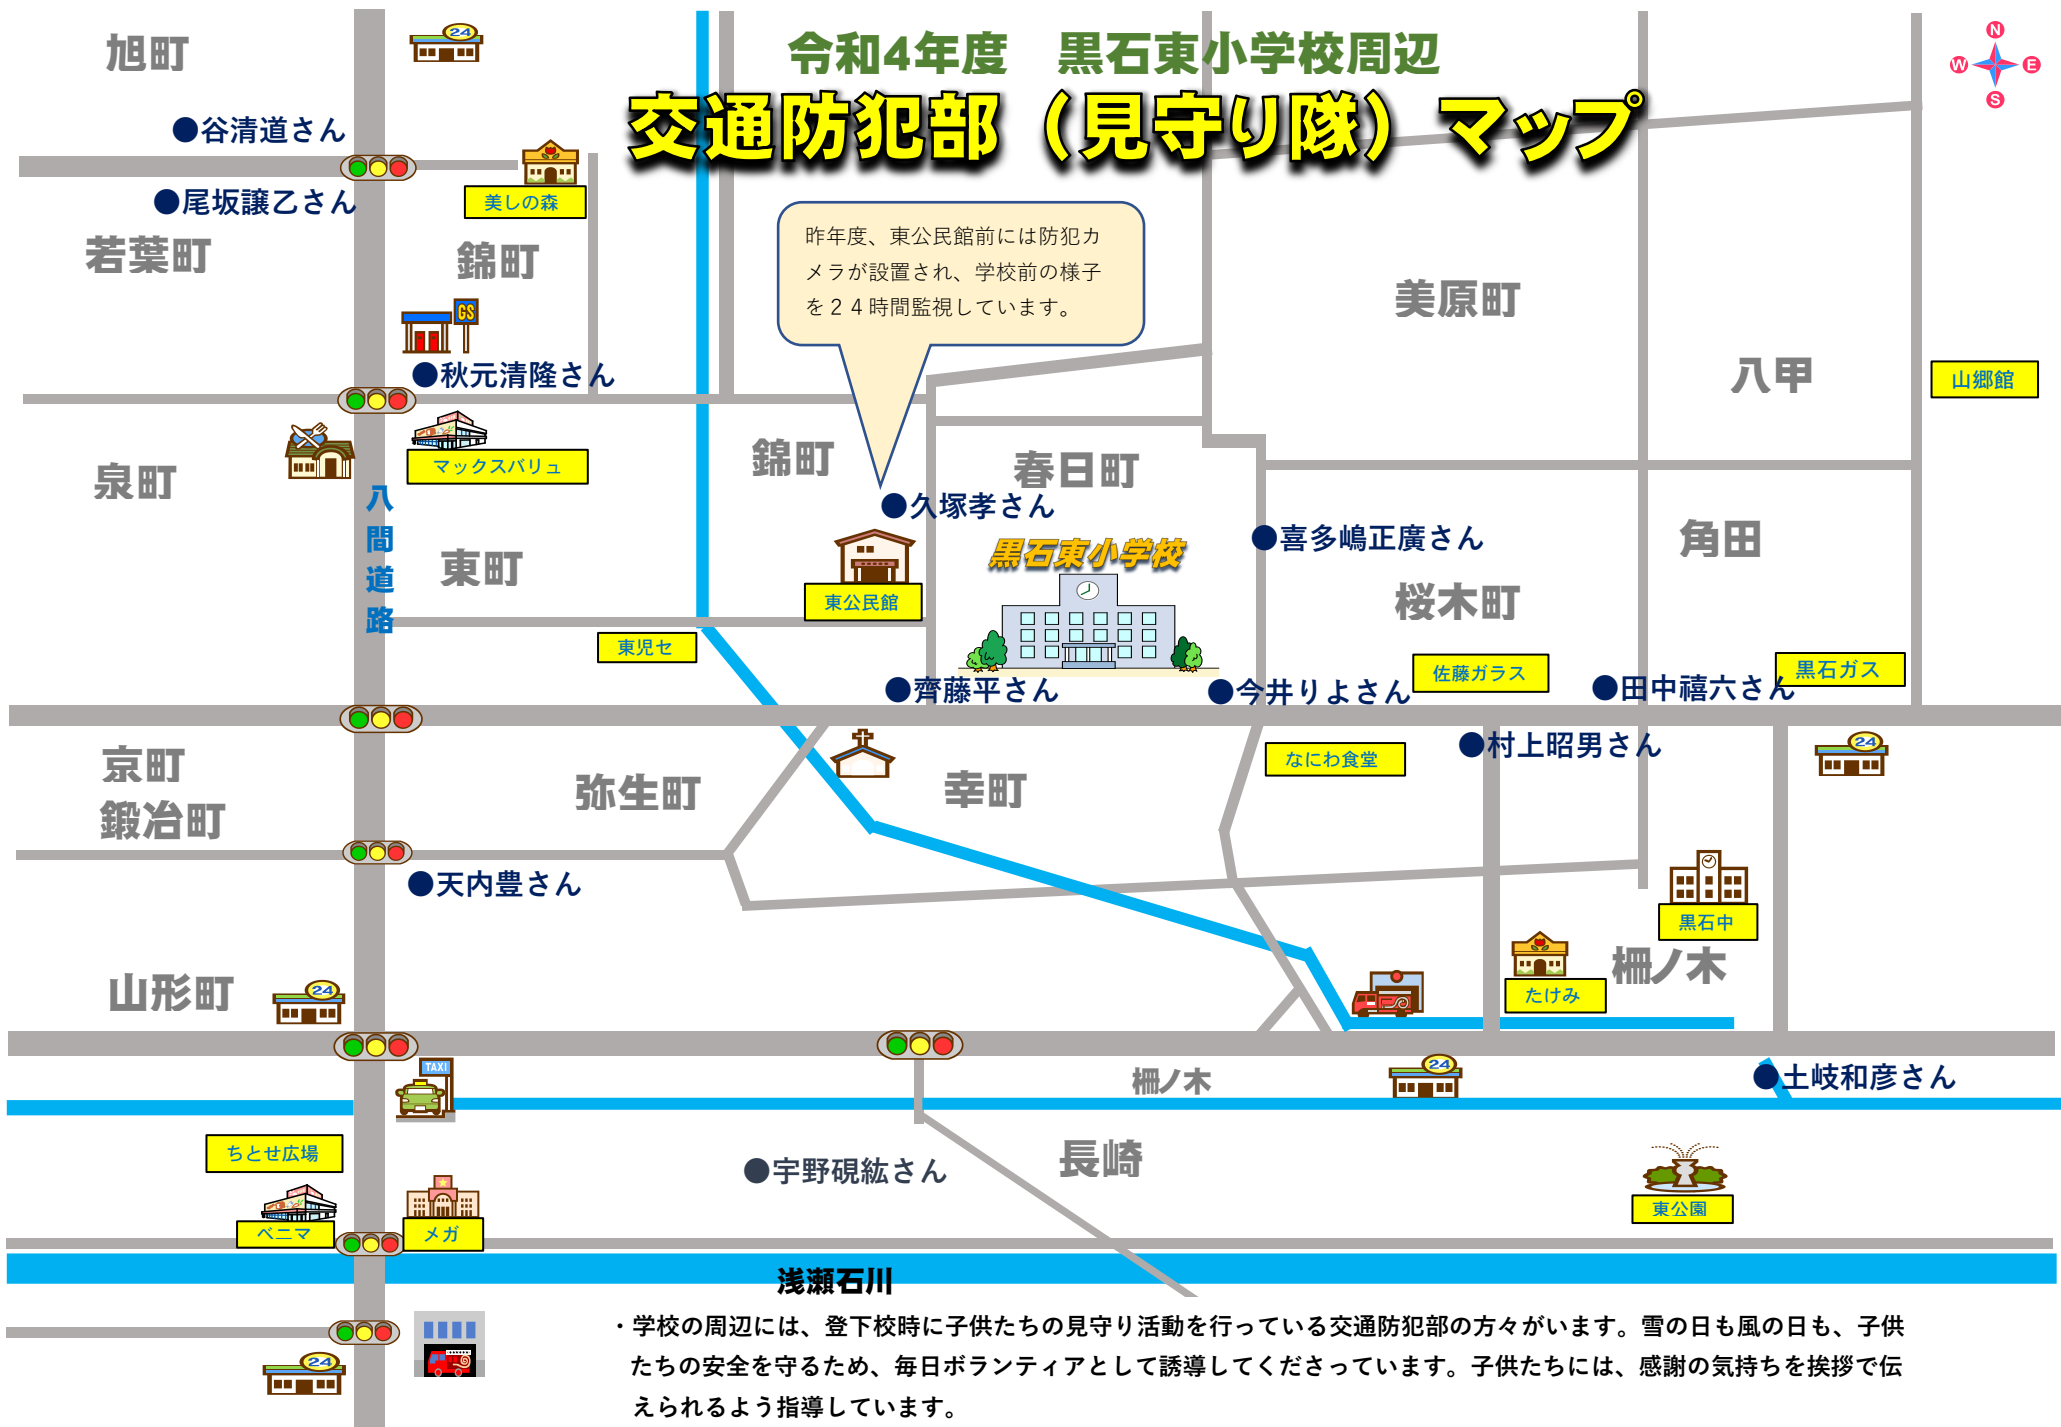 令和4年度　黒石東小学校周辺
交通防犯部（見守り隊）マップ
N
W
E
S
旭町
24
●谷清道さん
●尾坂譲乙さん
美しの森
若葉町
錦町
昨年度、東公民館前には防犯カ
メラが設置され、学校前の様子
を２４時間監視しています。
美原町
GS
●秋元清隆さん
八甲
山郷館
マックスバリュ
泉町
八間道路
錦町
春日町
●久塚孝さん
●喜多嶋正廣さん
角田
東町
黒石東小学校
東公民館
桜木町
東児セ
●齊藤平さん
●今井りよさん
佐藤ガラス
●田中禧六さん
黒石ガス
京町
鍛冶町
弥生町
幸町
なにわ食堂
●村上昭男さん
24
●天内豊さん
黒石中
山形町
24
たけみ
柵ノ木
TAXI
柵ノ木
24
●土岐和彦さん
ちとせ広場
●宇野硯紘さん
長崎
ベニマ
メガ
東公園
浅瀬石川
24
・学校の周辺には、登下校時に子供たちの見守り活動を行っている交通防犯部の方々がいます。雪の日も風の日も、子供
たちの安全を守るため、毎日ボランティアとして誘導してくださっています。子供たちには、感謝の気持ちを挨拶で伝
えられるよう指導しています。